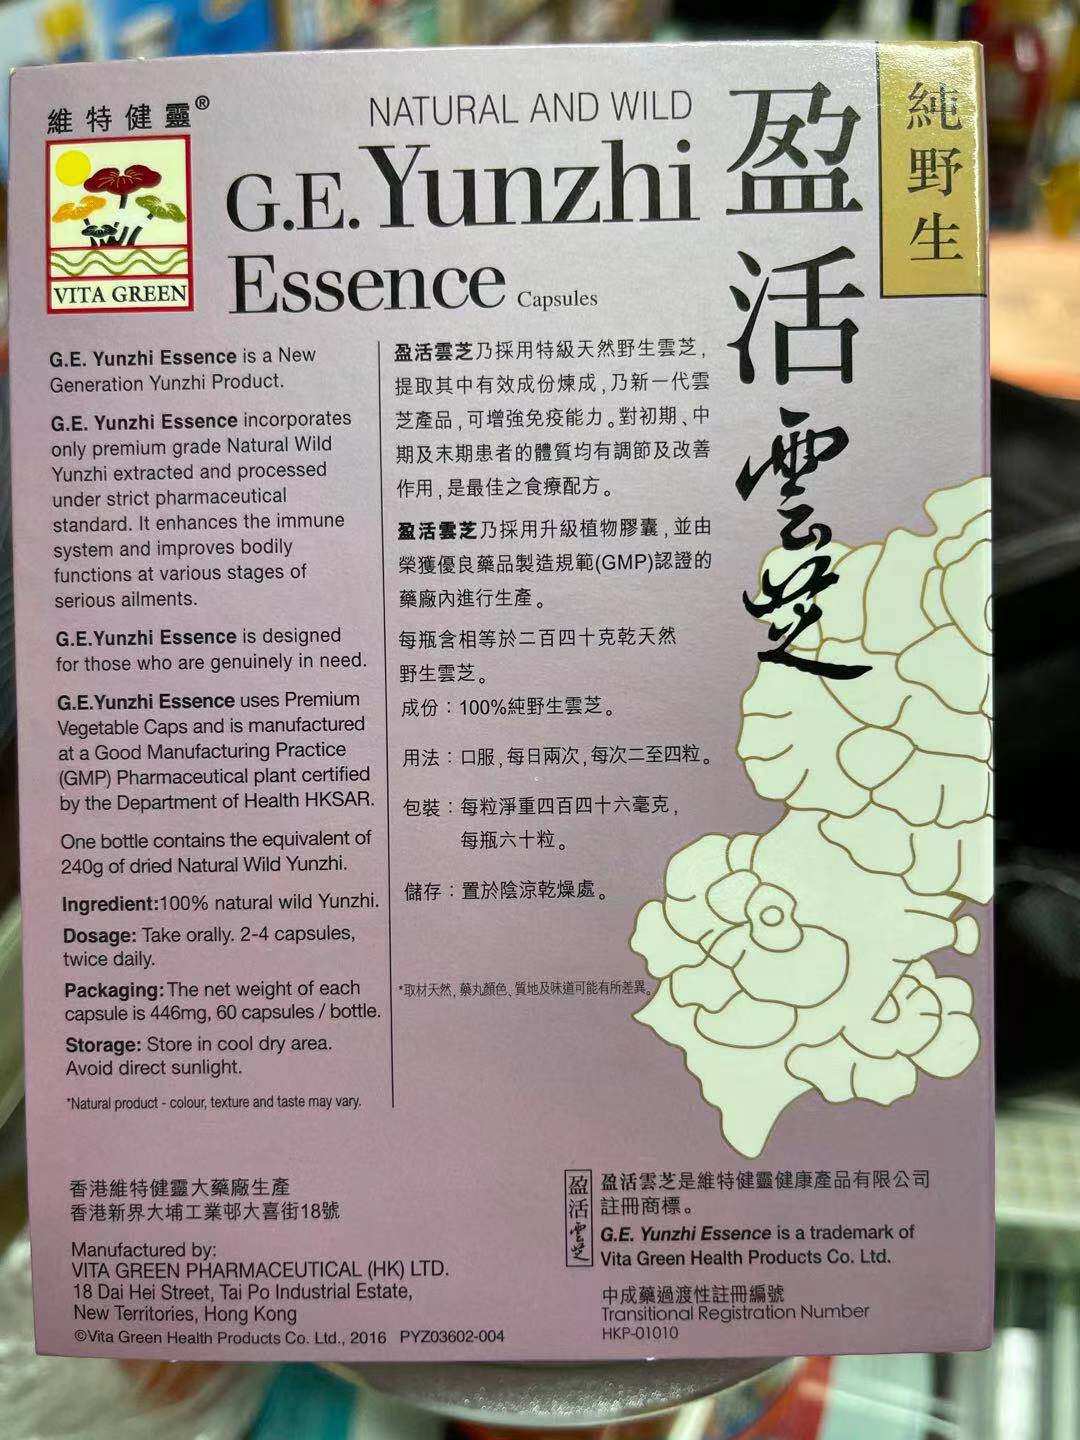 維特健靈®
VITA GREEN
NATURAL AND WILD
G.E. Yunzhi
Essence Capsules
盈活雲芝
純野生
G.E. Yunzhi Essence is a New
Generation Yunzhi Product.
G.E. Yunzhi Essence incorporates
only premium grade Natural Wild
Yunzhi extracted and processed
under strict pharmaceutical
standard. It enhances the immune
system and improves bodily
functions at various stages of
serious ailments.
G.E.Yunzhi Essence is designed
for those who are genuinely in need.
G.E.Yunzhi Essence uses Premium
Vegetable Caps and is manufactured
at a Good Manufacturing Practice
(GMP) Pharmaceutical plant certified
by the Department of Health HKSAR.
One bottle contains the equivalent of
240g of dried Natural Wild Yunzhi.
Ingredient:100% natural wild Yunzhi.
Dosage: Take orally. 2-4 capsules,
twice daily.
Packaging: The net weight of each
capsule is 446mg, 60 capsules / bottle.
Storage: Store in cool dry area.
Avoid direct sunlight.
*Natural product - colour, texture and taste may vary.
盈活雲芝乃採用特級天然野生雲芝,
提取其中有效成份煉成,乃新一代雲
芝產品,可增強免疫能力。對初期、中
期及末期患者的體質均有調節及改善
作用,是最佳之食療配方。
盈活雲芝乃採用升級植物膠囊,並由
榮獲優良藥品製造規範(GMP)認證的
藥廠內進行生產。
每瓶含相等於二百四十克乾天然
野生雲芝。
成份：100%純野生雲芝。
用法：口服,每日兩次,每次二至四粒。
包裝：每粒淨重四百四十六毫克,
每瓶六十粒。
儲存：置於陰涼乾燥處。
*取材天然,藥丸顏色、質地及味道可能有所差異。
香港維特健靈大藥廠生產
香港新界大埔工業邨大喜街18號
Manufactured by:
VITA GREEN PHARMACEUTICAL (HK) LTD.
18 Dai Hei Street, Tai Po Industrial Estate,
New Territories, Hong Kong
©Vita Green Health Products Co. Ltd., 2016 PYZ03602-004
盈活雲芝
盈活雲芝是維特健靈健康產品有限公司
註冊商標。
G.E. Yunzhi Essence is a trademark of
Vita Green Health Products Co. Ltd.
中成藥過渡性註冊編號
Transitional Registration Number
HKP-01010